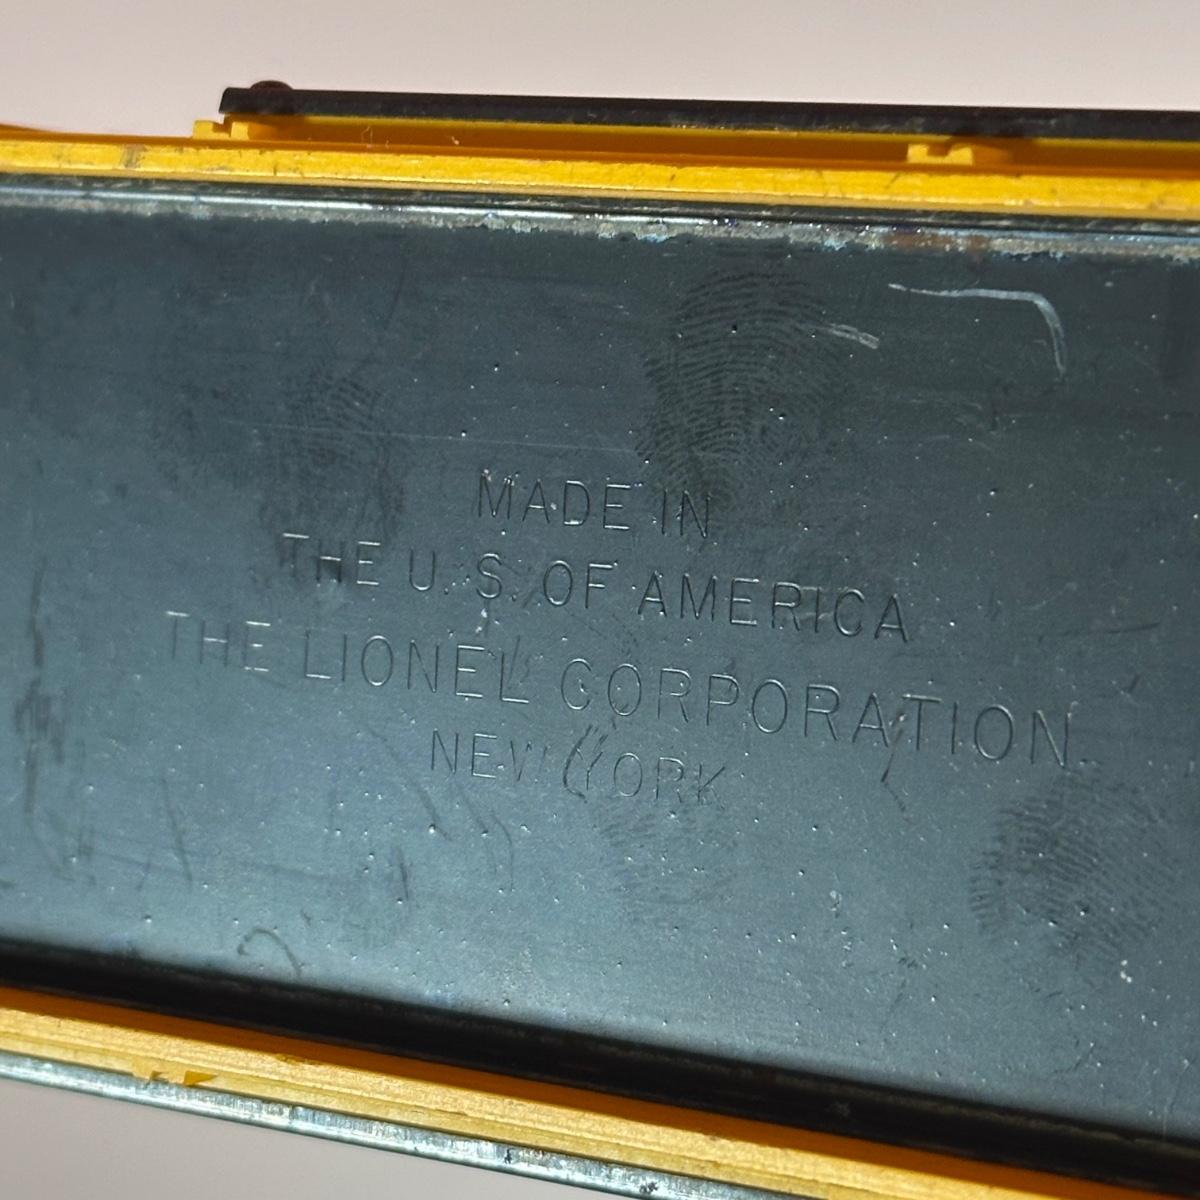 MADE IN
THE U. S. OF AMERICA
THE LIONEL CORPORATION
NEW YORK